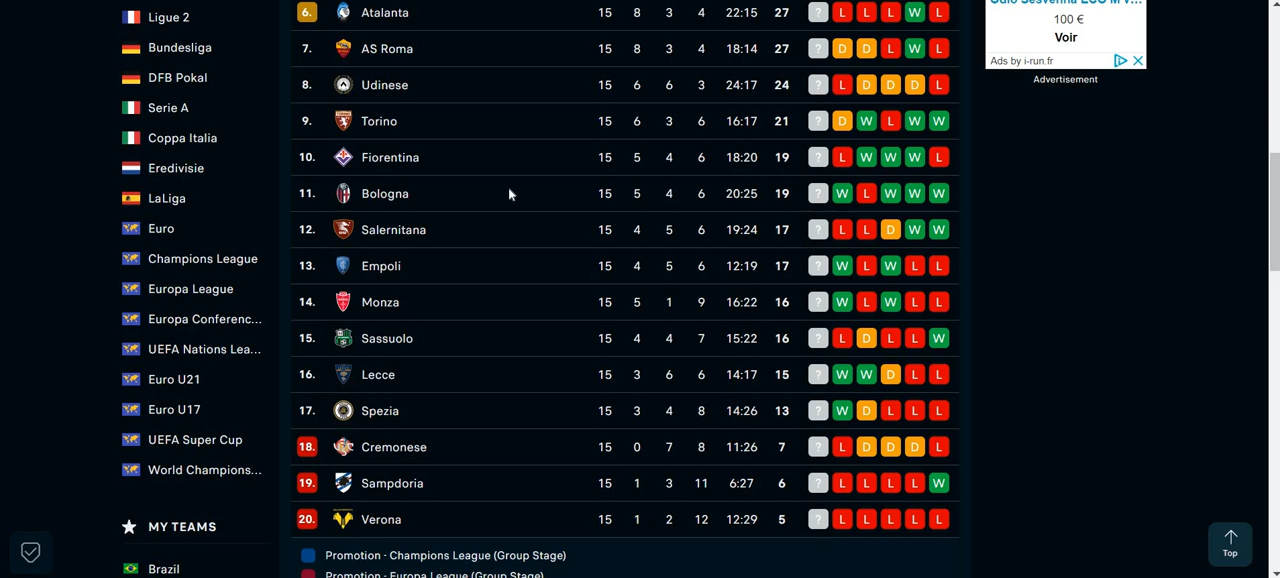 Ligue 2
Bundesliga
DFB Pokal
Serie A
Coppa Italia
Eredivisie
LaLiga
Euro
Champions League
Europa League
Europa Conferenc...
UEFA Nations Lea...
Euro U21
Euro U17
UEFA Super Cup
World Champions...
MY TEAMS
Brazil
6. Atalanta 15 8 3 4 22:15 27 ? L L L W L
7. AS Roma 15 8 3 4 18:14 27 ? D D L W L
8. Udinese 15 6 6 3 24:17 24 ? L D D D L
9. Torino 15 6 3 6 16:17 21 ? D W L W W
10. Fiorentina 15 5 4 6 18:20 19 ? L W W W L
11. Bologna 15 5 4 6 20:25 19 ? W L W W W
12. Salernitana 15 4 5 6 19:24 17 ? L L D W W
13. Empoli 15 4 5 6 12:19 17 ? W L W L L
14. Monza 15 5 1 9 16:22 16 ? W L W L L
15. Sassuolo 15 4 4 7 15:22 16 ? L D L L W
16. Lecce 15 3 6 6 14:17 15 ? W W D L L
17. Spezia 15 3 4 8 14:26 13 ? W D L L L
18. Cremonese 15 0 7 8 11:26 7 ? L D D D L
19. Sampdoria 15 1 3 11 6:27 6 ? L L L L W
20. Verona 15 1 2 12 12:29 5 ? L L L L L
Promotion - Champions League (Group Stage)
Promotion - Europa League (Group Stage)
100 €
Voir
Ads by i-run.fr
Advertisement
Top